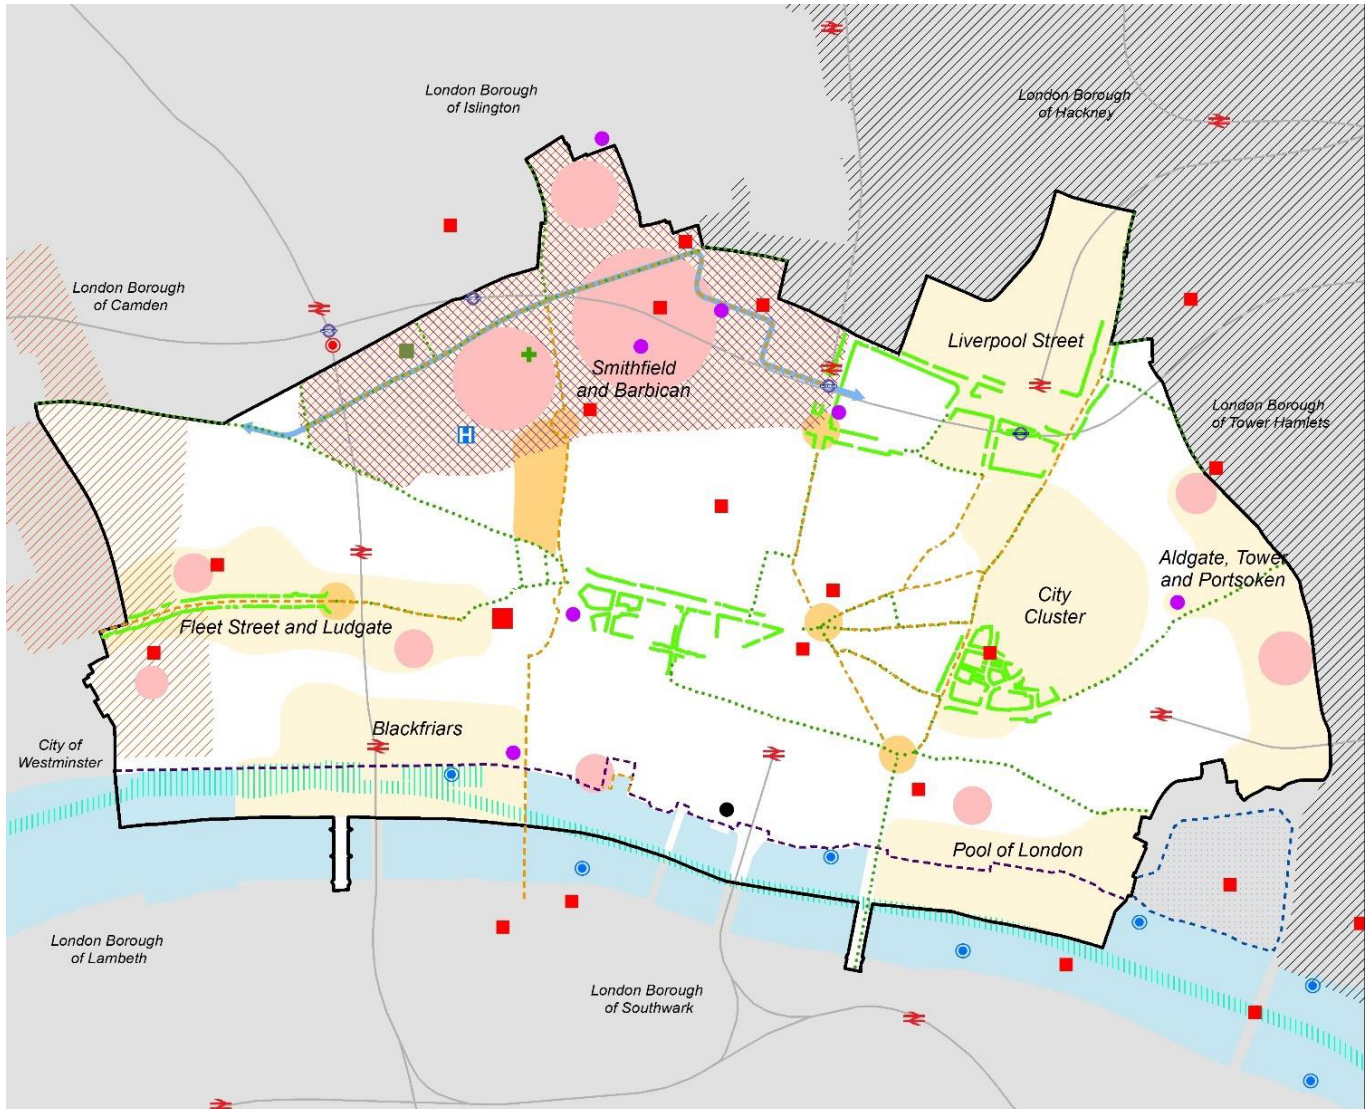 London Borough
of Islington
London Borough
of Hackney
London Borough
of Camden
Liverpool Street
Smithfield
and Barbican
London Borough
of Tower Hamlets
H
Aldgate, Tower
and Portsoken
City
Cluster
Fleet Street and Ludgate
Blackfriars
City of
Westminster
Pool of London
London Borough
of Lambeth
London Borough
of Southwark